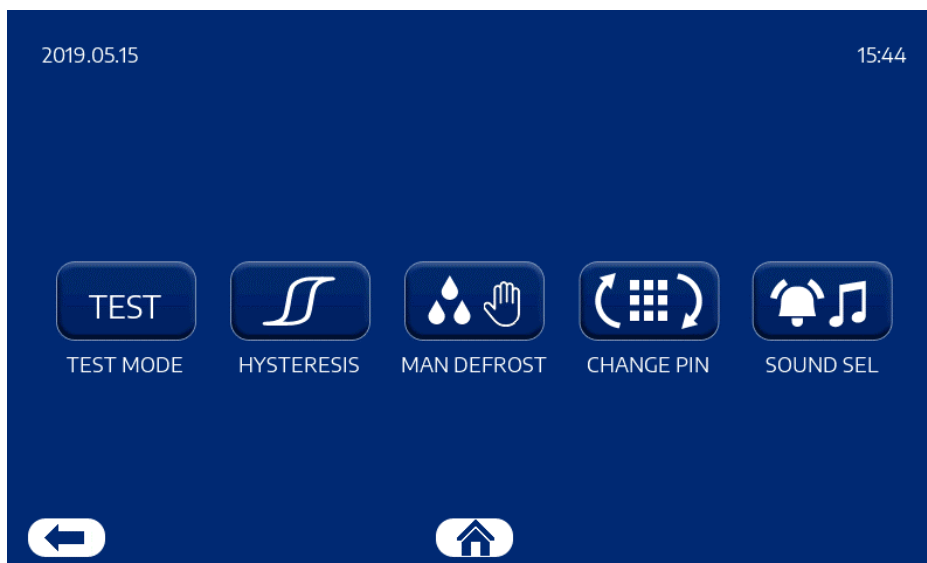 2019.05.15 15:44
TEST
TEST MODE HYSTERESIS MAN DEFROST CHANGE PIN SOUND SEL